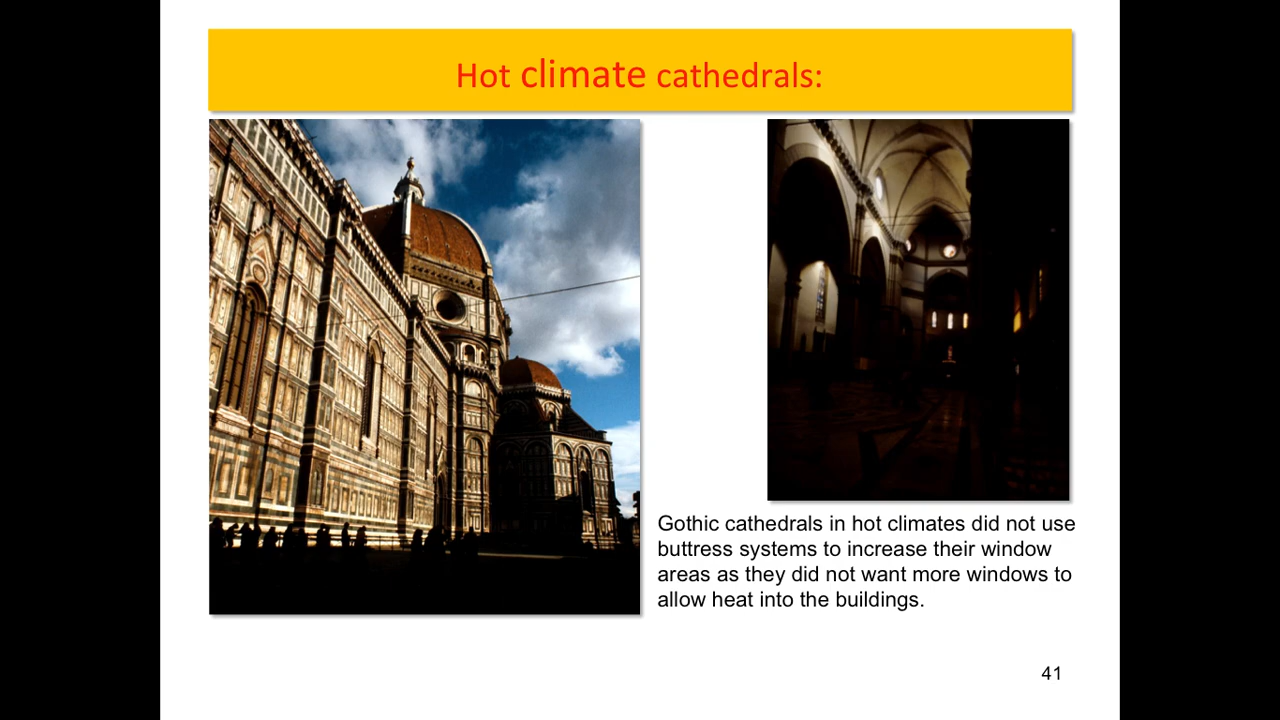 Hot climate cathedrals:
Gothic cathedrals in hot climates did not use
buttress systems to increase their window
areas as they did not want more windows to
allow heat into the buildings.
41